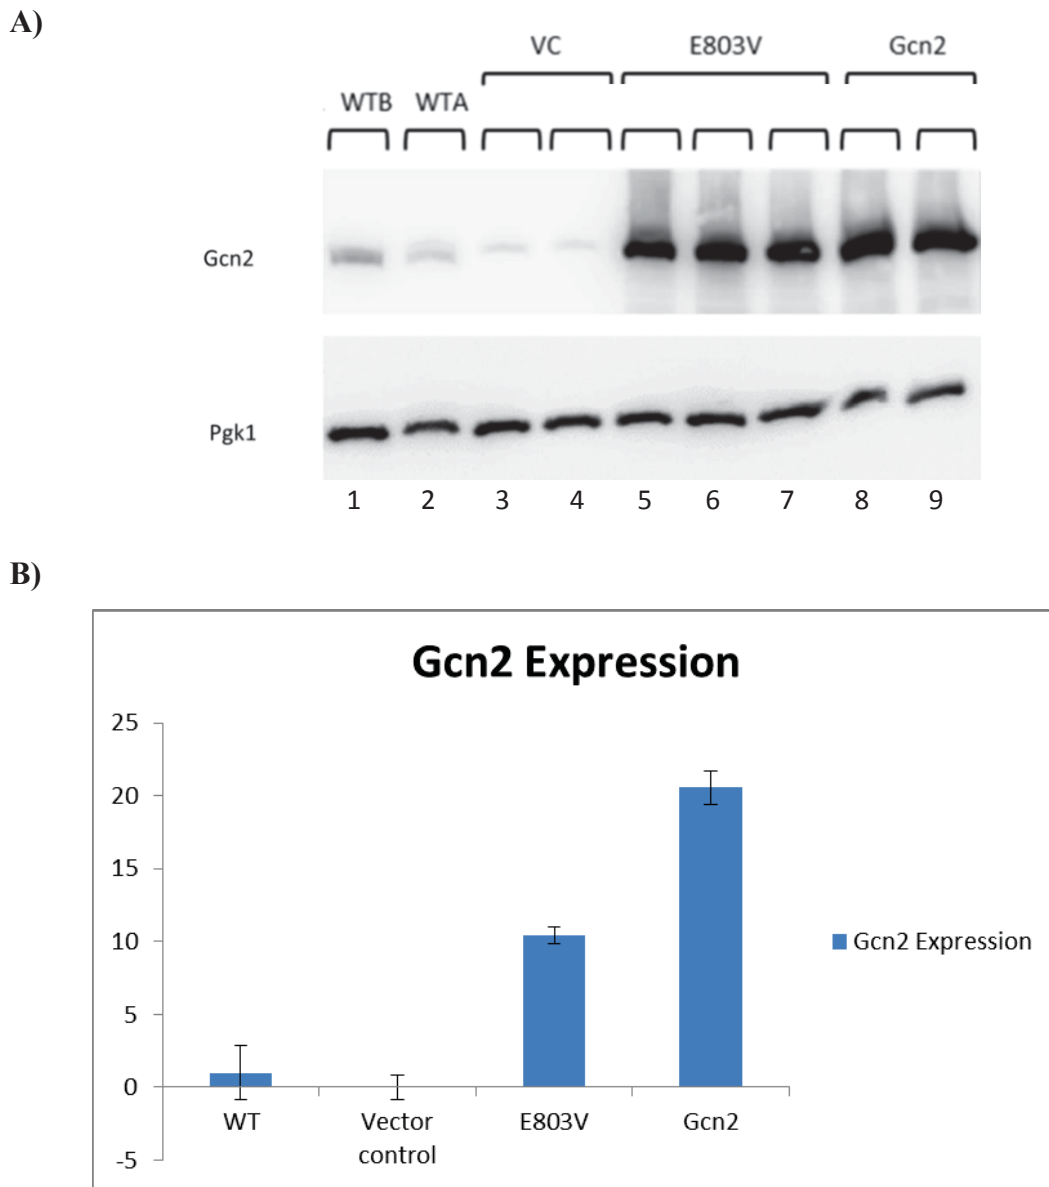 A)
VC E803V Gcn2
WTB WTA
Gcn2
Pgk1
1 2 3 4 5 6 7 8 9
B)
Gcn2 Expression
25
20
15
10
5
0
-5
WT Vector control E803V Gcn2
Gcn2 Expression